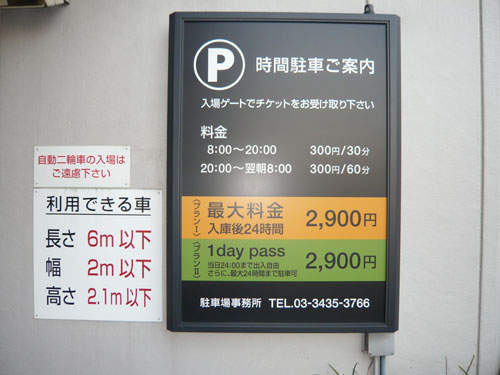 P 時間駐車ご案内
入場ゲートでチケットをお受け取り下さい
料金
8:00～20:00 300円/30分
20:00～翌朝8:00 300円/60分
〈プランⅠ〉 最大料金 2,900円
入庫後24時間
〈プランⅡ〉 1day pass 2,900円
当日24:00まで出入自由
さらに、最大24時間まで駐車可
駐車場事務所 TEL.03-3435-3766
自動二輪車の入場は
ご遠慮下さい
利用できる車
長さ 6m以下
幅 2m以下
高さ 2.1m以下